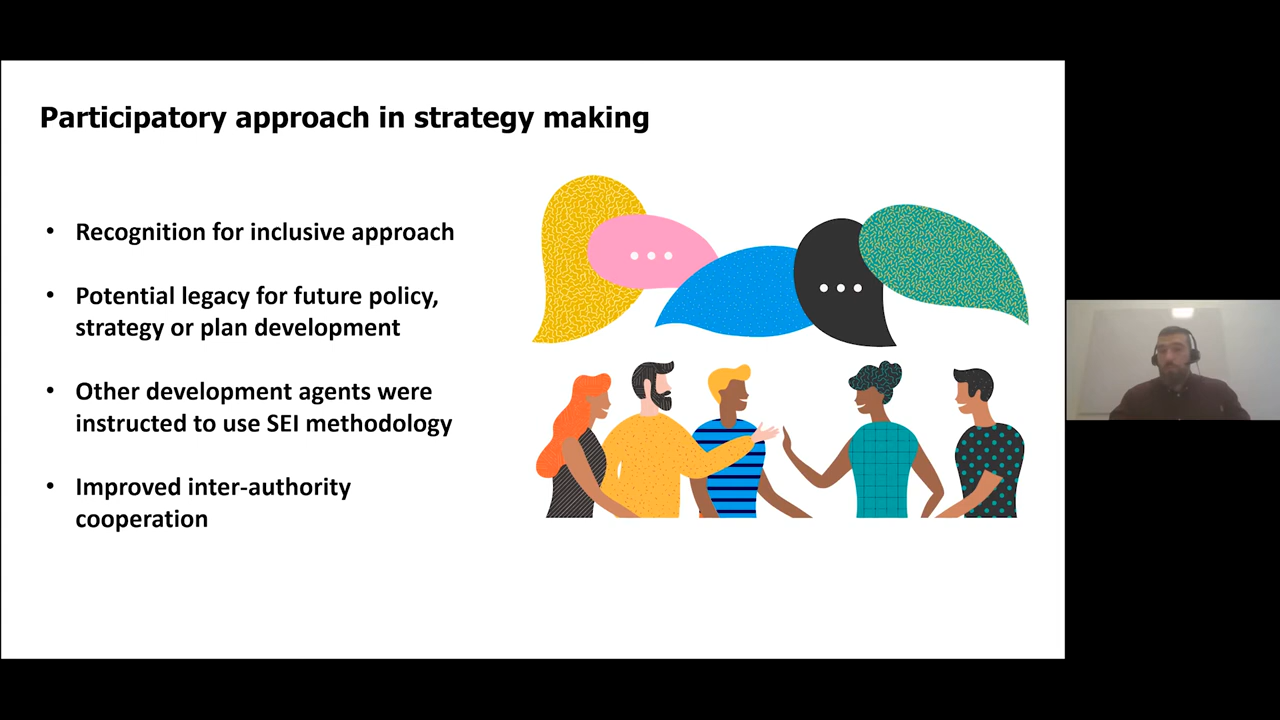 Participatory approach in strategy making
• Recognition for inclusive approach
• Potential legacy for future policy,
strategy or plan development
• Other development agents were
instructed to use SEI methodology
• Improved inter-authority
cooperation